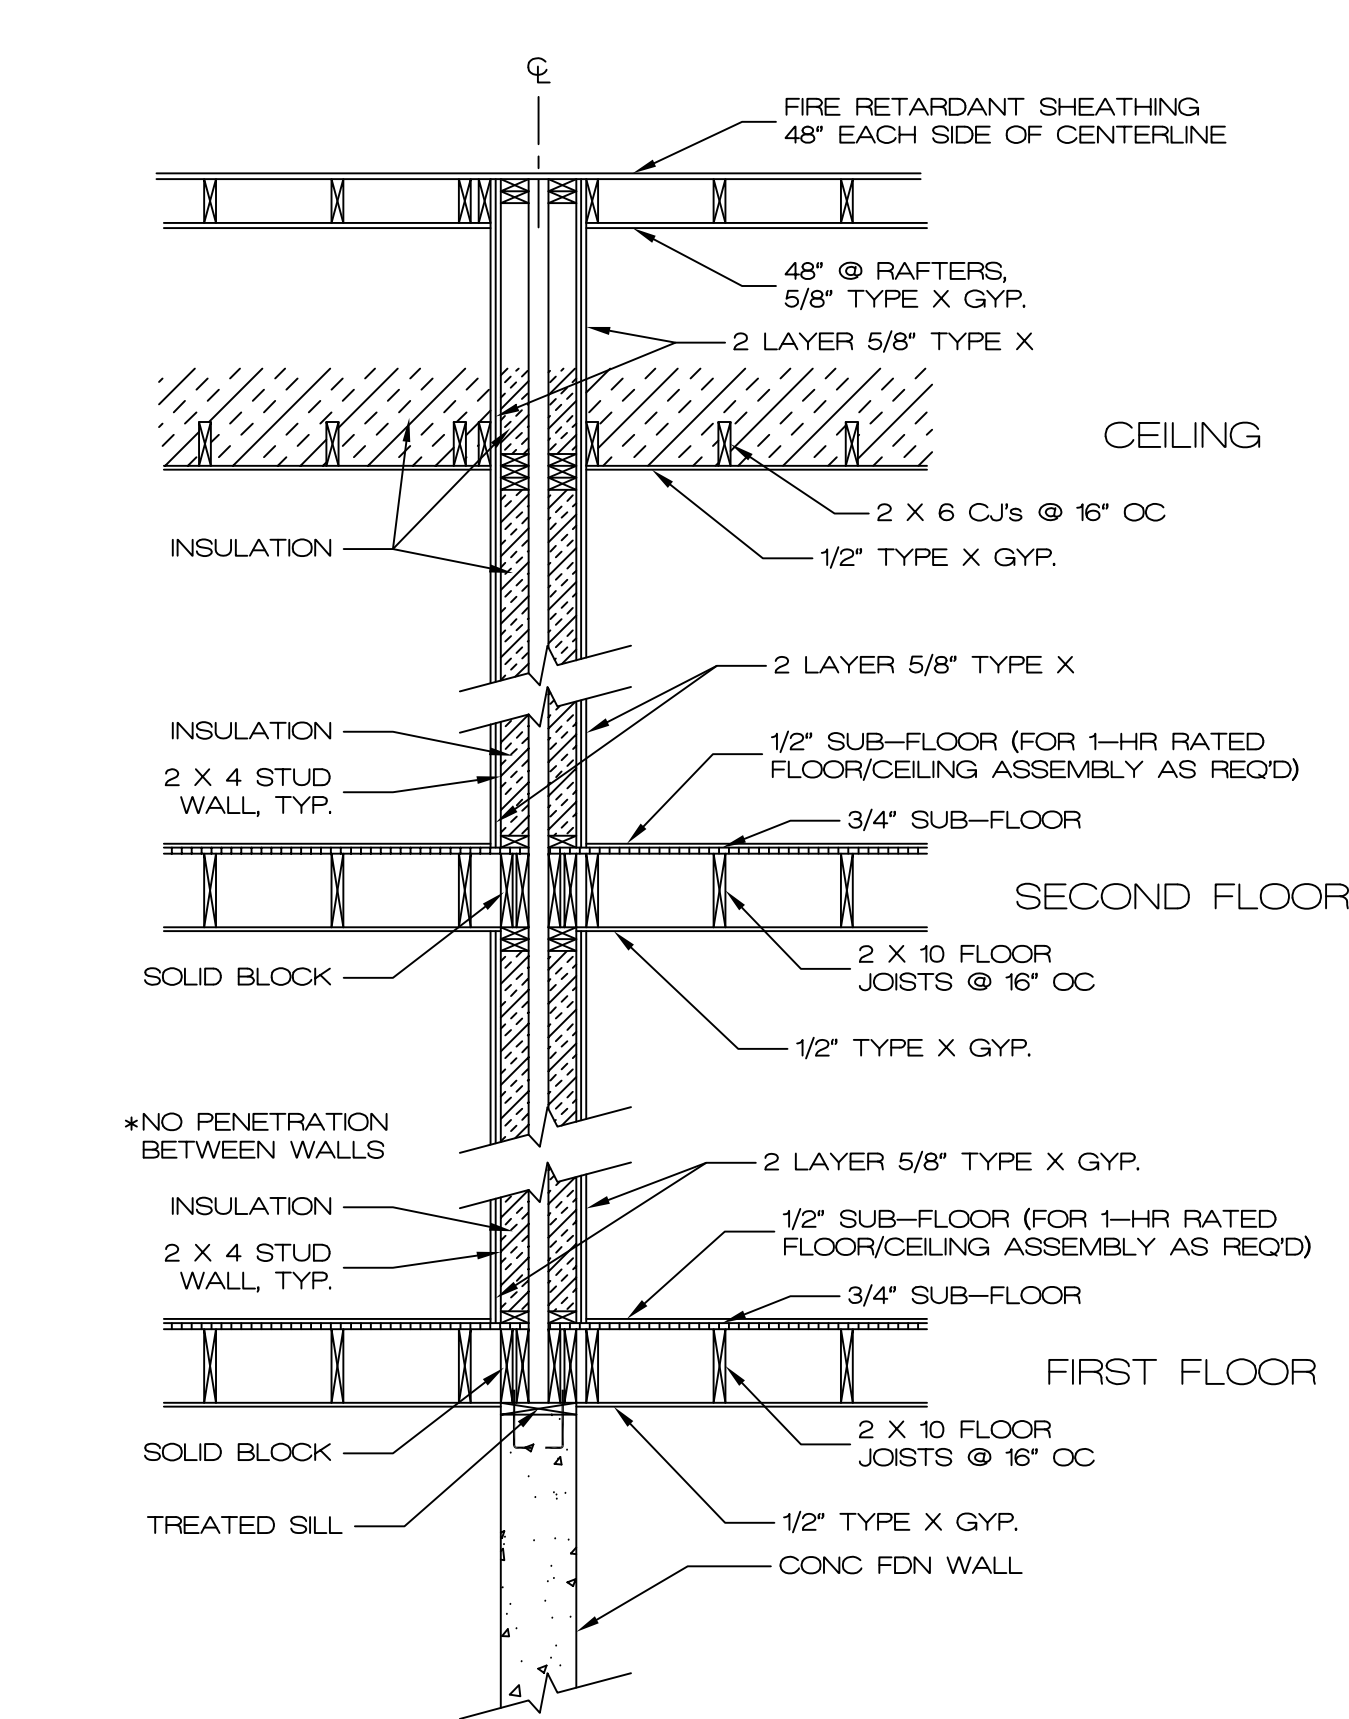 ℄
FIRE RETARDANT SHEATHING
48" EACH SIDE OF CENTERLINE
48" @ RAFTERS,
5/8" TYPE X GYP.
2 LAYER 5/8" TYPE X
CEILING
2 X 6 CJ's @ 16" OC
INSULATION
1/2" TYPE X GYP.
2 LAYER 5/8" TYPE X
INSULATION
1/2" SUB-FLOOR (FOR 1-HR RATED
FLOOR/CEILING ASSEMBLY AS REQ'D)
2 X 4 STUD
WALL, TYP.
3/4" SUB-FLOOR
SECOND FLOOR
2 X 10 FLOOR
JOISTS @ 16" OC
SOLID BLOCK
1/2" TYPE X GYP.
*NO PENETRATION
BETWEEN WALLS
2 LAYER 5/8" TYPE X GYP.
INSULATION
1/2" SUB-FLOOR (FOR 1-HR RATED
FLOOR/CEILING ASSEMBLY AS REQ'D)
2 X 4 STUD
WALL, TYP.
3/4" SUB-FLOOR
FIRST FLOOR
2 X 10 FLOOR
JOISTS @ 16" OC
SOLID BLOCK
TREATED SILL
1/2" TYPE X GYP.
CONC FDN WALL